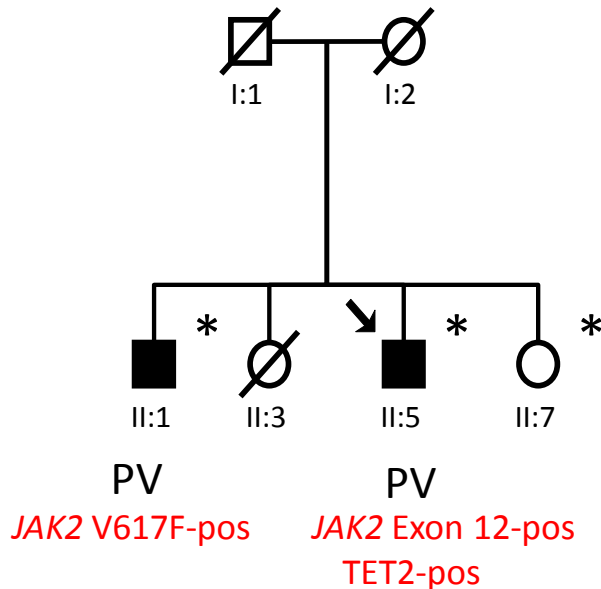 I:1 I:2
* * *
II:1 II:3 II:5 II:7
PV PV
JAK2 V617F-pos JAK2 Exon 12-pos
TET2-pos